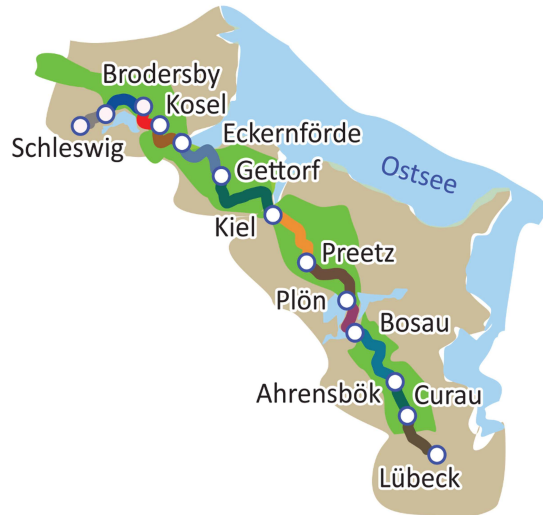 Brodersby
Kosel
Schleswig
Eckernförde
Ostsee
Gettorf
Kiel
Preetz
Plön
Bosau
Ahrensbök
Curau
Lübeck